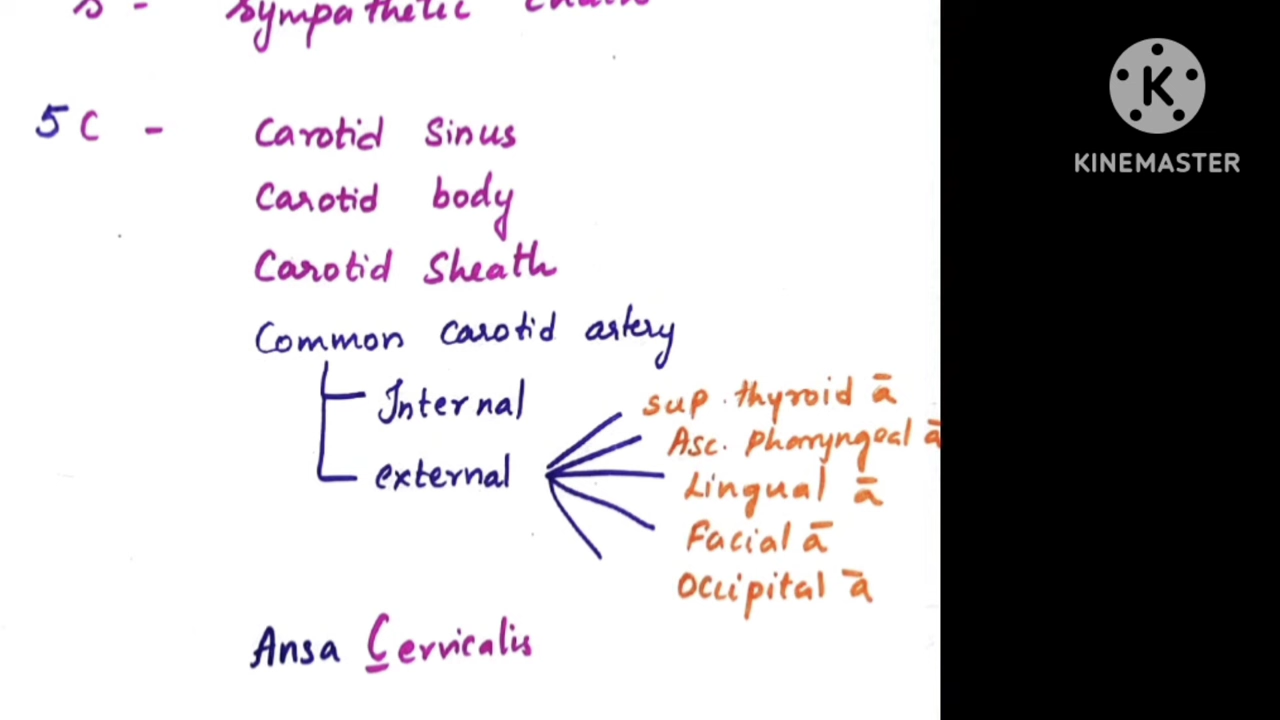 S - Sympathetic chain
5 C - Carotid Sinus
Carotid body
Carotid Sheath
Common carotid artery
Internal
external
sup. thyroid ā
Asc. pharyngeal ā
Lingual ā
Facial ā
Occipital ā
Ansa Cervicalis
KINEMASTER